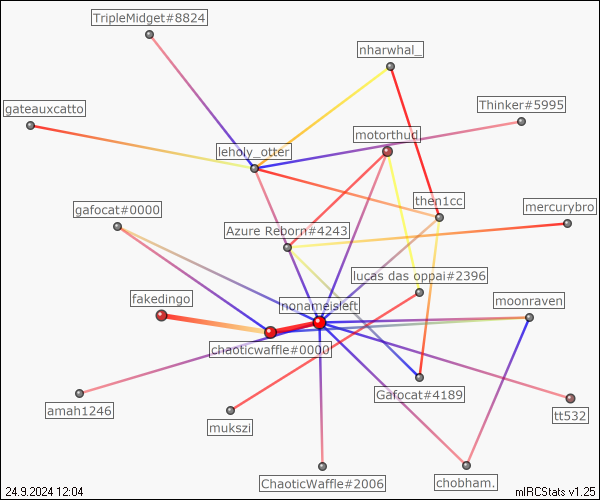 TripleMidget#8824
nharwhal_
gateauxcatto
Thinker#5995
motorthud
leholy_otter
then1cc
gafocat#0000
mercurybro
Azure Reborn#4243
lucas das oppai#2396
fakedingo
nonameisleft
moonraven
chaoticwaffle#0000
Gafocat#4189
amah1246
tt532
mukszi
ChaoticWaffle#2006
chobham.
24.9.2024 12:04
mIRCStats v1.25